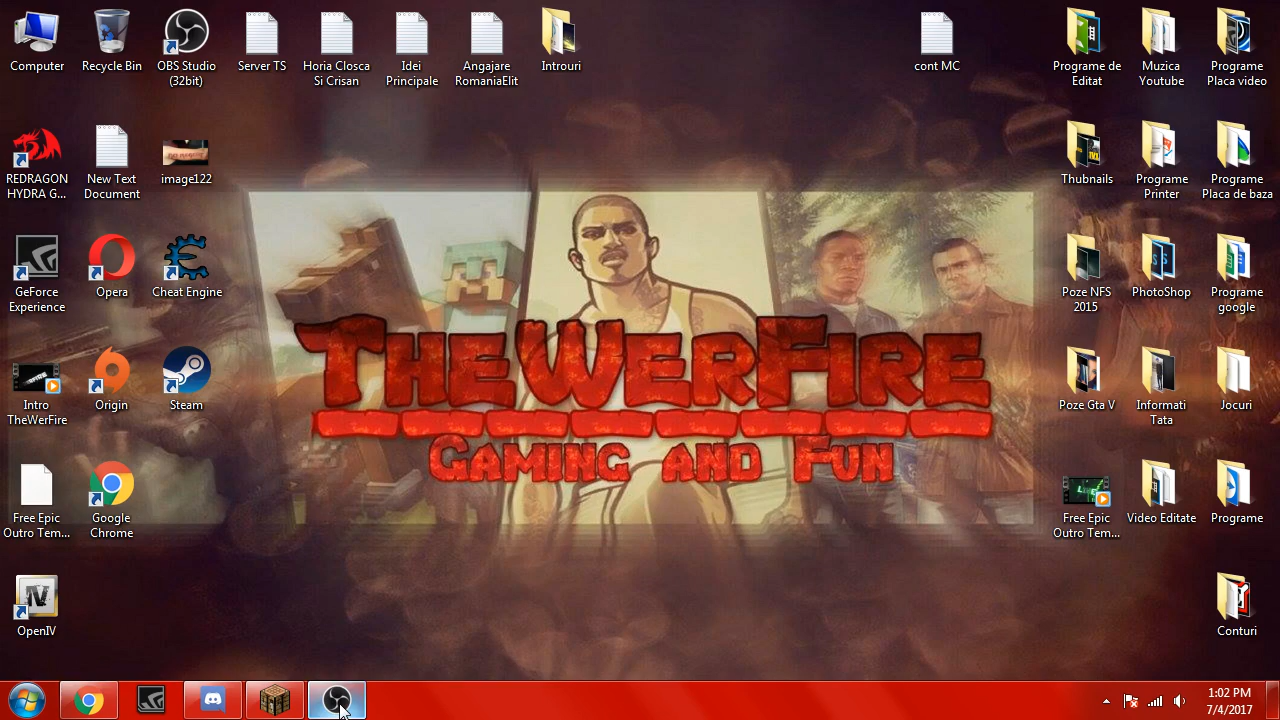 Computer
Recycle Bin
OBS Studio
(32bit)
Server TS
Horia Closca
Si Crisan
Idei
Principale
Angajare
RomaniaElit
Introuri
cont MC
Programe de
Editat
Muzica
Youtube
Programe
Placa video
REDRAGON
HYDRA G...
New Text
Document
image122
Thubnails
Programe
Printer
Programe
Placa de baza
GeForce
Experience
Opera
Cheat Engine
Poze NFS
2015
PhotoShop
Programe
google
TheWerFire
Gaming and Fun
Intro
TheWerFire
Origin
Steam
Poze Gta V
Informati
Tata
Jocuri
Free Epic
Outro Tem...
Google
Chrome
Free Epic
Outro Tem...
Video Editate
Programe
IV
OpenIV
Conturi
1:02 PM
7/4/2017